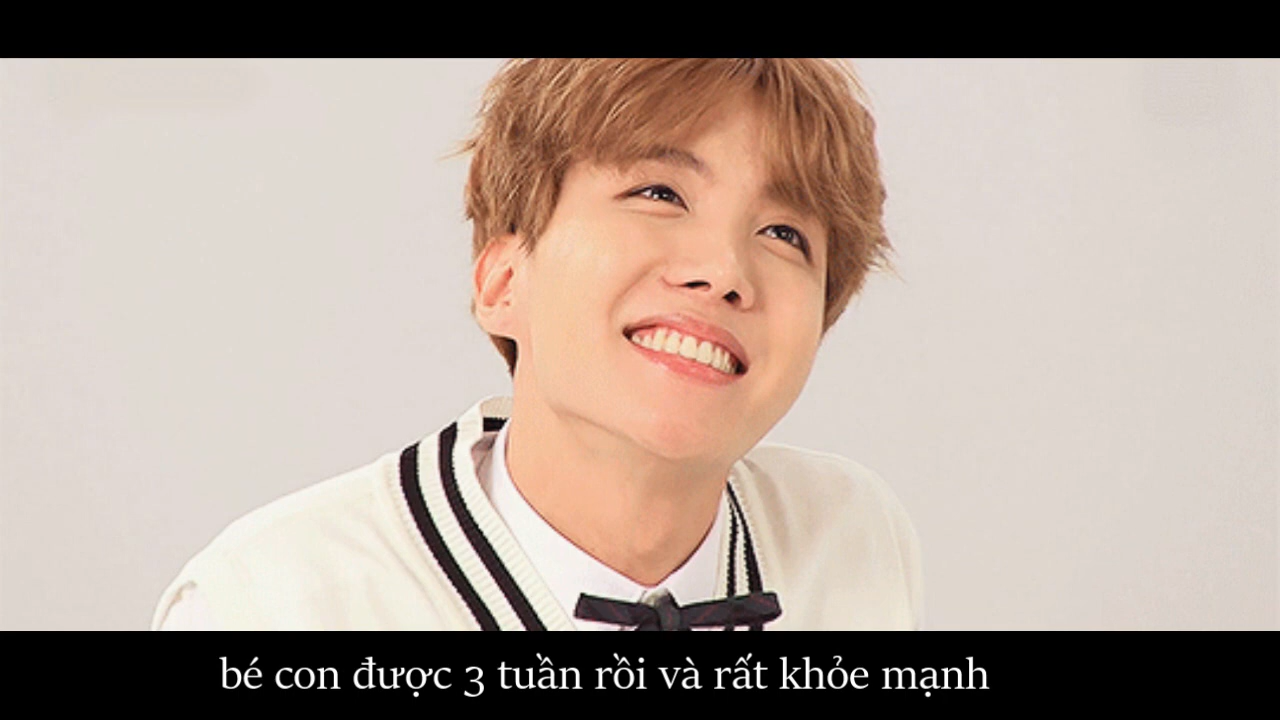 bé con được 3 tuần rồi và rất khỏe mạnh